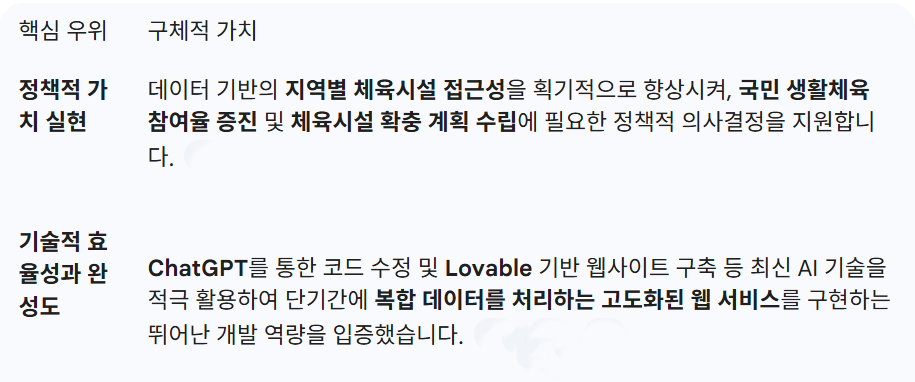 핵심 우위 구체적 가치
정책적 가
치 실현
데이터 기반의 지역별 체육시설 접근성을 획기적으로 향상시켜, 국민 생활체육
참여율 증진 및 체육시설 확충 계획 수립에 필요한 정책적 의사결정을 지원합니
다.
기술적 효
율성과 완
성도
ChatGPT를 통한 코드 수정 및 Lovable 기반 웹사이트 구축 등 최신 AI 기술을
적극 활용하여 단기간에 복합 데이터를 처리하는 고도화된 웹 서비스를 구현하는
뛰어난 개발 역량을 입증했습니다.